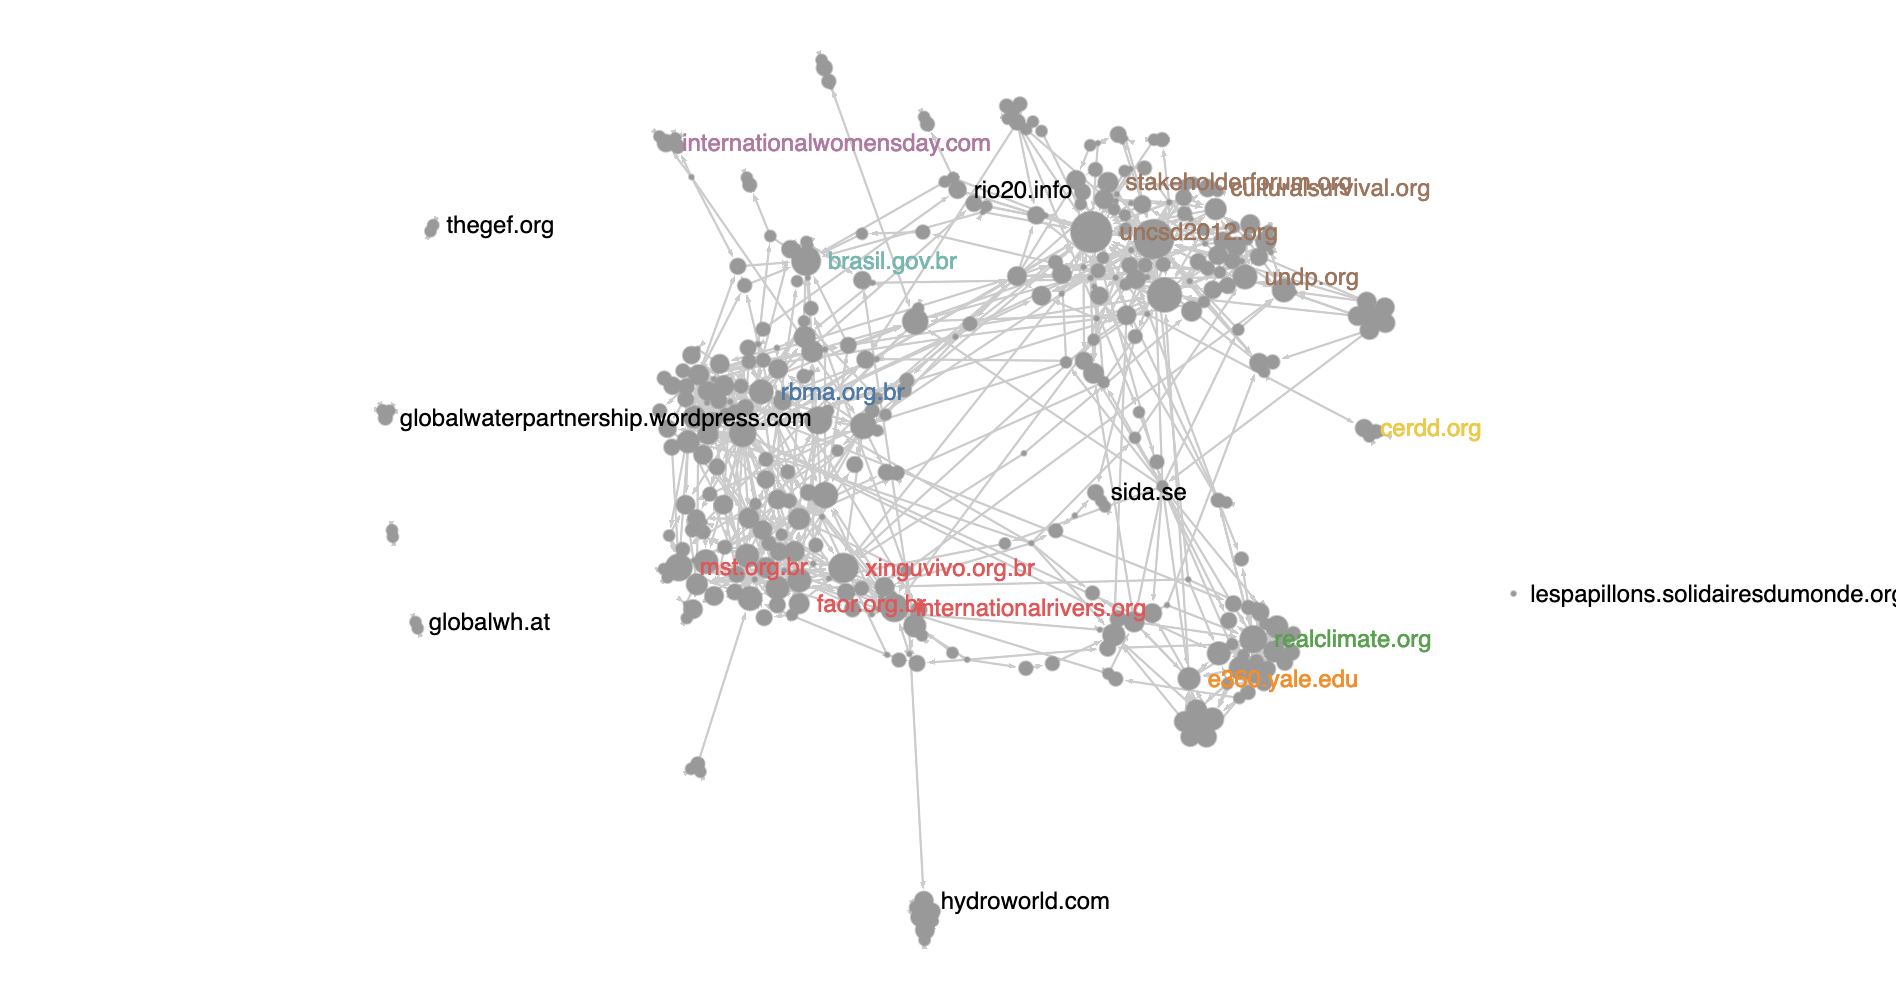 internationalwomensday.com
stakeholderforum.org
culturalsurvival.org
rio20.info
thegef.org
uncsd2012.org
brasil.gov.br
undp.org
rbma.org.br
globalwaterpartnership.wordpress.com
cerdd.org
sida.se
mst.org.br
xinguvivo.org.br
lespapillons.solidairesdumonde.org
faor.org.br
internationalrivers.org
globalwh.at
realclimate.org
e360.yale.edu
hydroworld.com